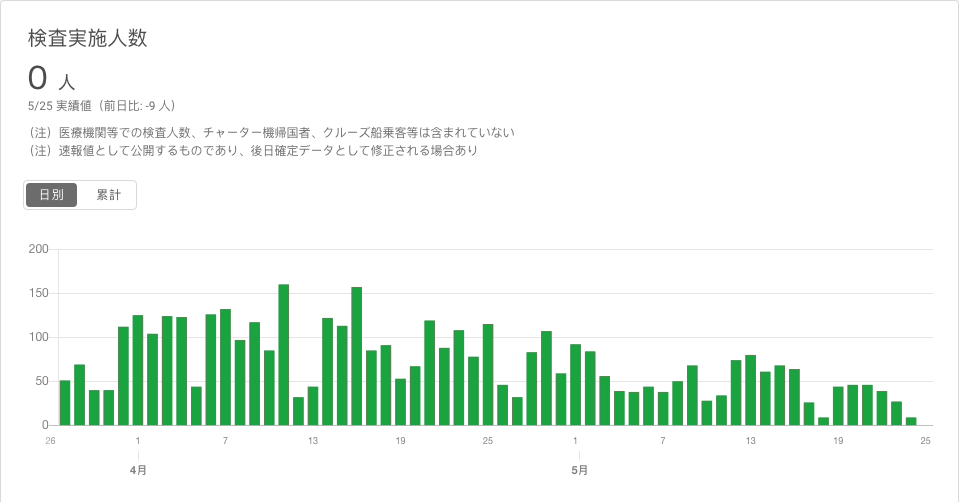 検査実施人数
0 人
5/25 実績値（前日比: -9 人）
（注）医療機関等での検査人数、チャーター機帰国者、クルーズ船乗客等は含まれていない
（注）速報値として公開するものであり、後日確定データとして修正される場合あり
日別 累計
200
150
100
50
0
26 1 7 13 19 25 1 7 13 19 25
4月 5月